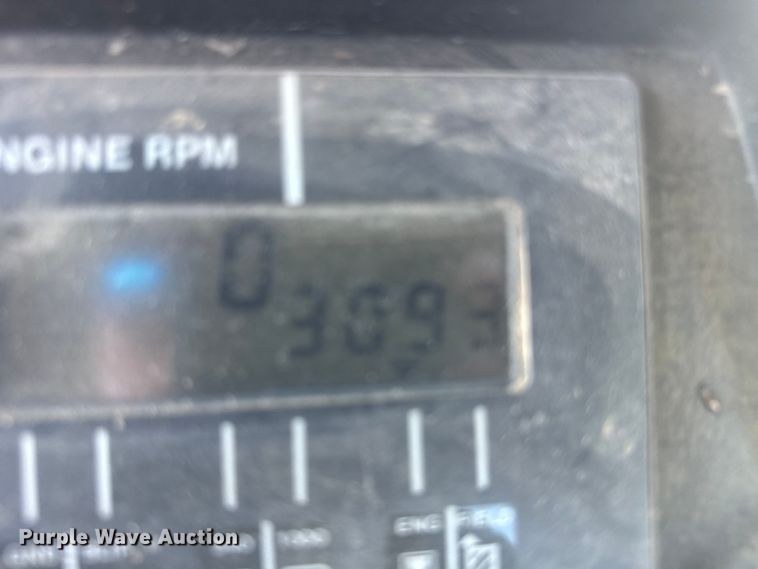 NGINE RPM
0
3093
ENG FIELD
Purple Wave Auction